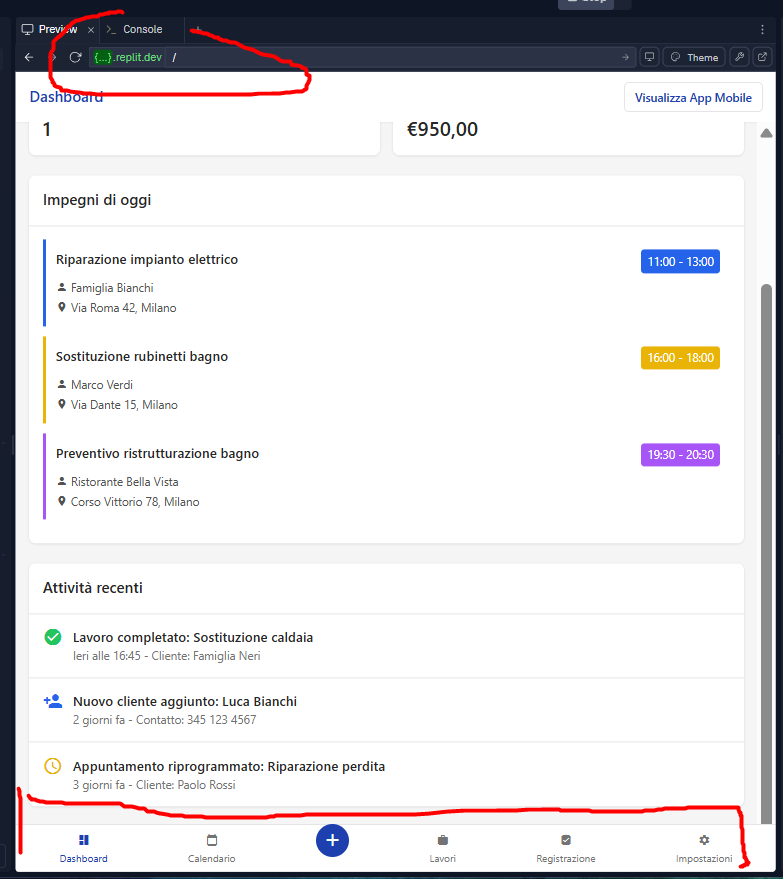 Preview
Console
{...}.replit.dev /
Theme
Dashboard
Visualizza App Mobile
1
€950,00
Impegni di oggi
Riparazione impianto elettrico
11:00 - 13:00
Famiglia Bianchi
Via Roma 42, Milano
Sostituzione rubinetti bagno
16:00 - 18:00
Marco Verdi
Via Dante 15, Milano
Preventivo ristrutturazione bagno
19:30 - 20:30
Ristorante Bella Vista
Corso Vittorio 78, Milano
Attività recenti
Lavoro completato: Sostituzione caldaia
Ieri alle 16:45 - Cliente: Famiglia Neri
Nuovo cliente aggiunto: Luca Bianchi
2 giorni fa - Contatto: 345 123 4567
Appuntamento riprogrammato: Riparazione perdita
3 giorni fa - Cliente: Paolo Rossi
Dashboard
Calendario
Lavori
Registrazione
Impostazioni